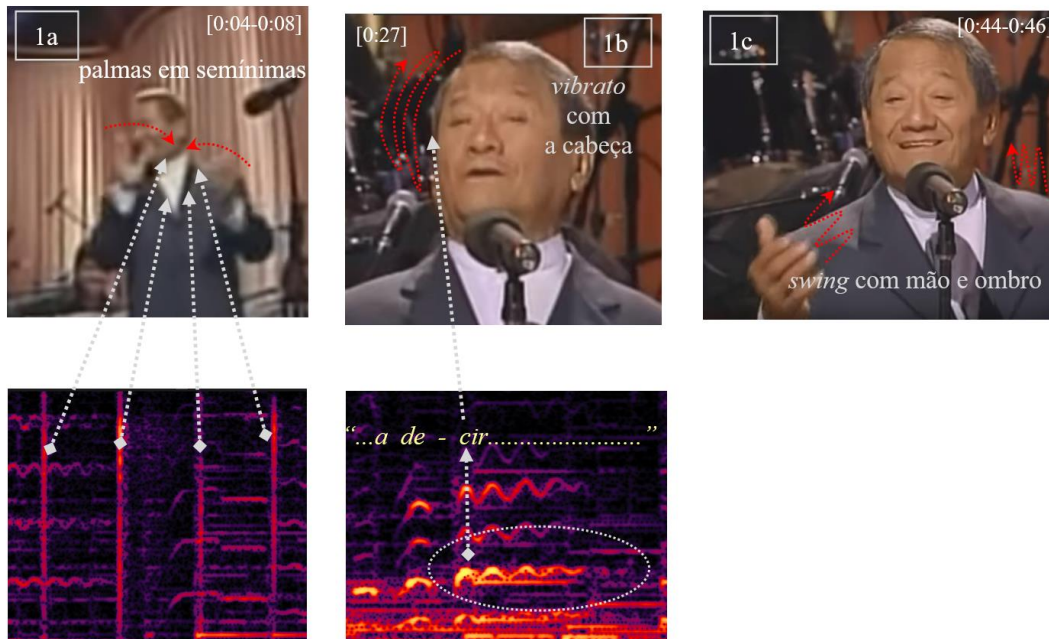 1a
[0:04-0:08]
palmas em semínimas
[0:27]
1b
vibrato
com
a cabeça
1c
[0:44-0:46]
swing com mão e ombro
“...a de - cir.......................”